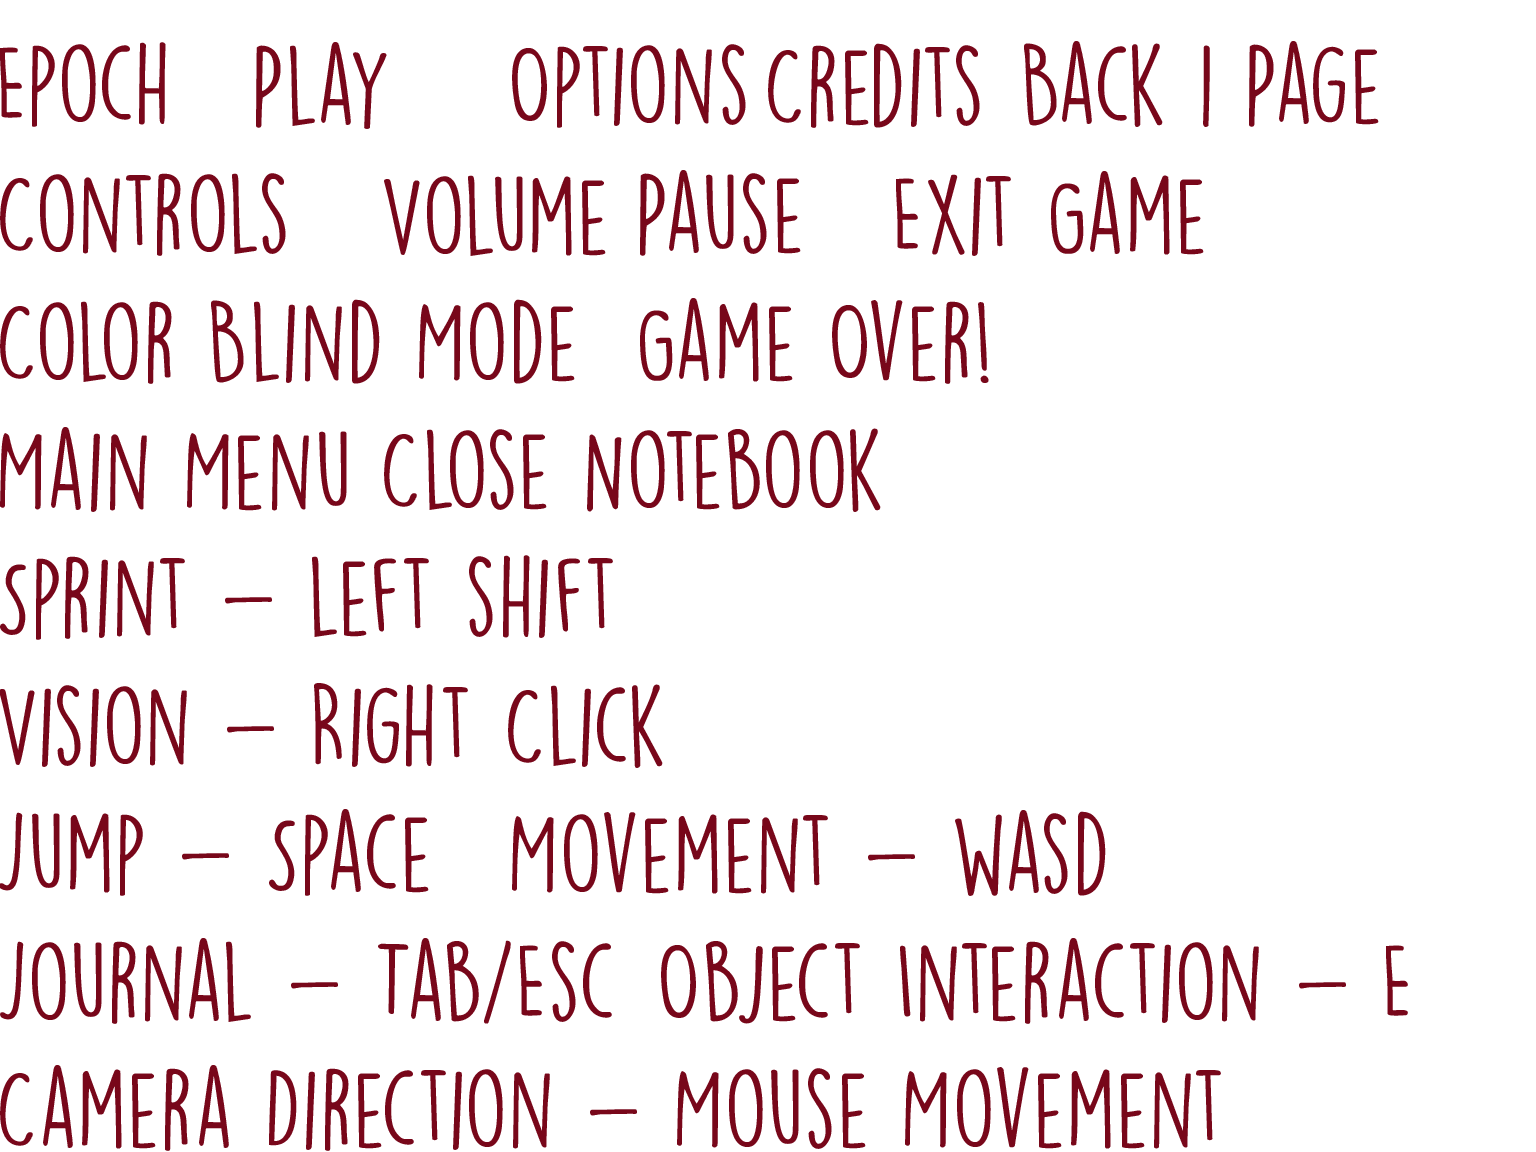 EPOCH PLAY OPTIONS CREDITS BACK I PAGE
CONTROLS VOLUME PAUSE EXIT GAME
COLOR BLIND MODE GAME OVER!
MAIN MENU CLOSE NOTEBOOK
SPRINT – LEFT SHIFT
VISION – RIGHT CLICK
JUMP – SPACE MOVEMENT – WASD
JOURNAL – TAB/ESC OBJECT INTERACTION – E
CAMERA DIRECTION – MOUSE MOVEMENT